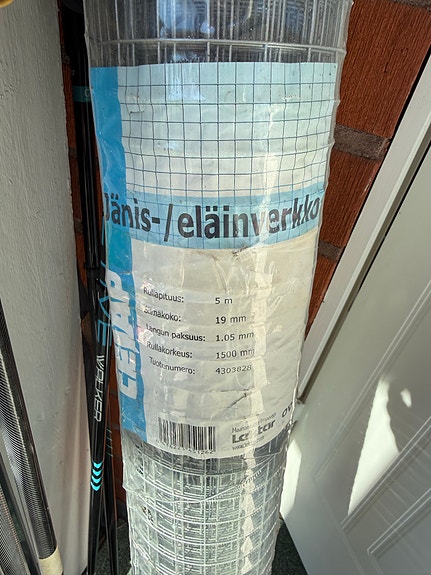 Jänis-/eläinverkko
Rullapituus: 5 m
Silmäkoko: 19 mm
Langan paksuus: 1.05 mm
Rullakorkeus: 1500 mm
Tuotenumero: 4303828
WALKER